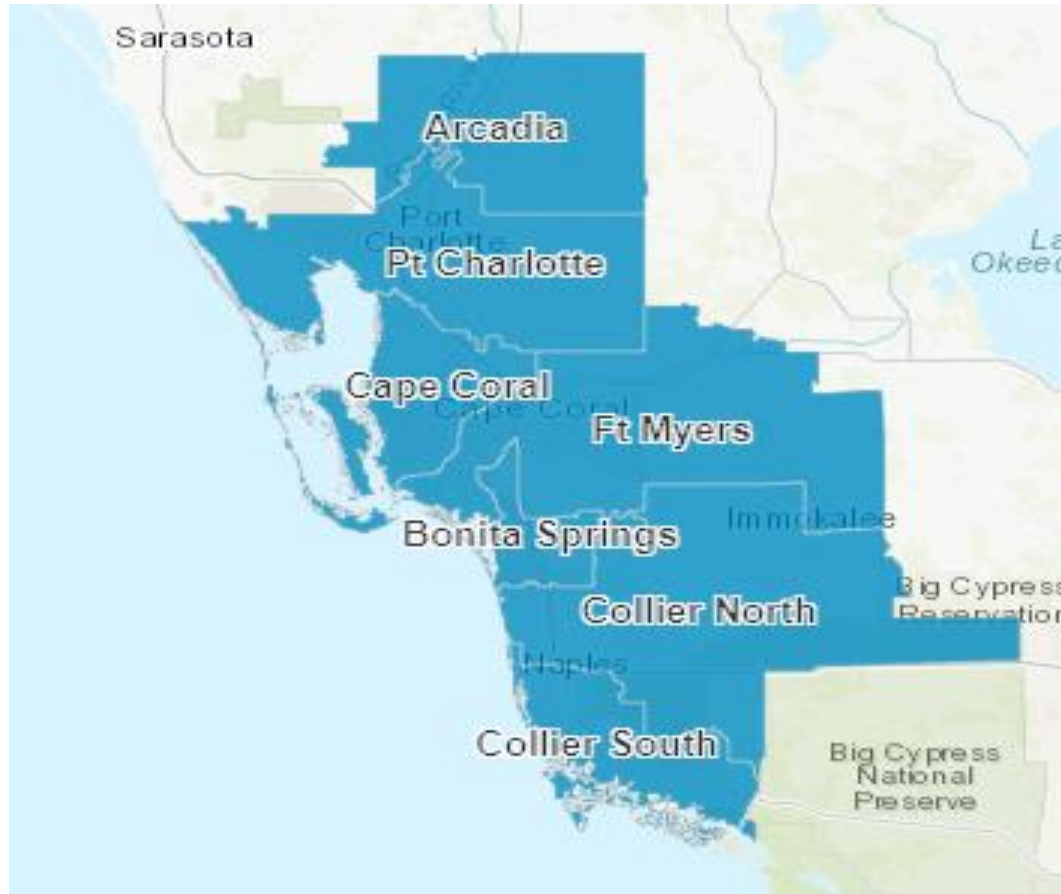 Sarasota
Arcadia
Port
Charlotte
Pt Charlotte
La
Okeec
Cape Coral
Cape Coral
Ft Myers
Bonita Springs
Immokalee
Big Cypress
Reservation
Collier North
Naples
Collier South
Big Cypress
National
Preserve